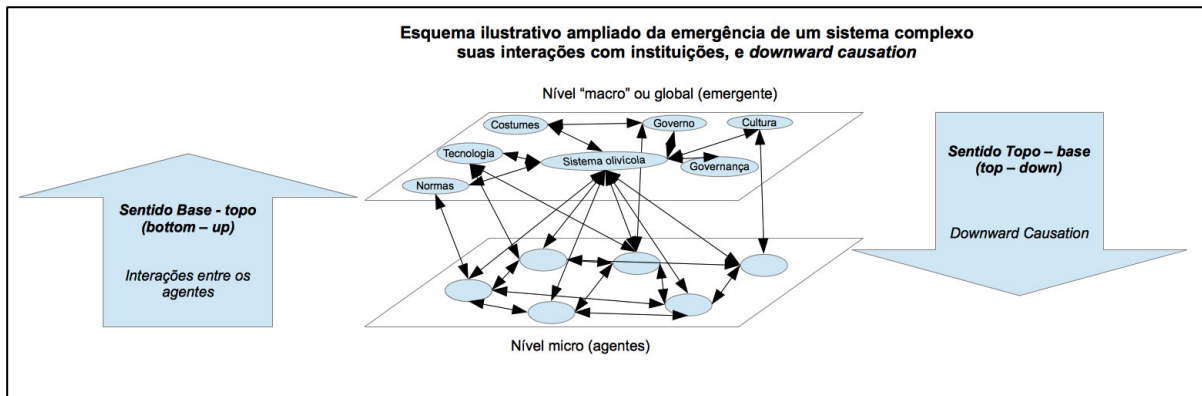 Esquema ilustrativo ampliado da emergência de um sistema complexo
suas interações com instituições, e downward causation
Nível “macro” ou global (emergente)
Costumes
Governo
Cultura
Tecnologia
Sistema olivícola
Governança
Normas
Sentido Base - topo
(bottom – up)
Interações entre os
agentes
Sentido Topo – base
(top – down)
Downward Causation
Nível micro (agentes)